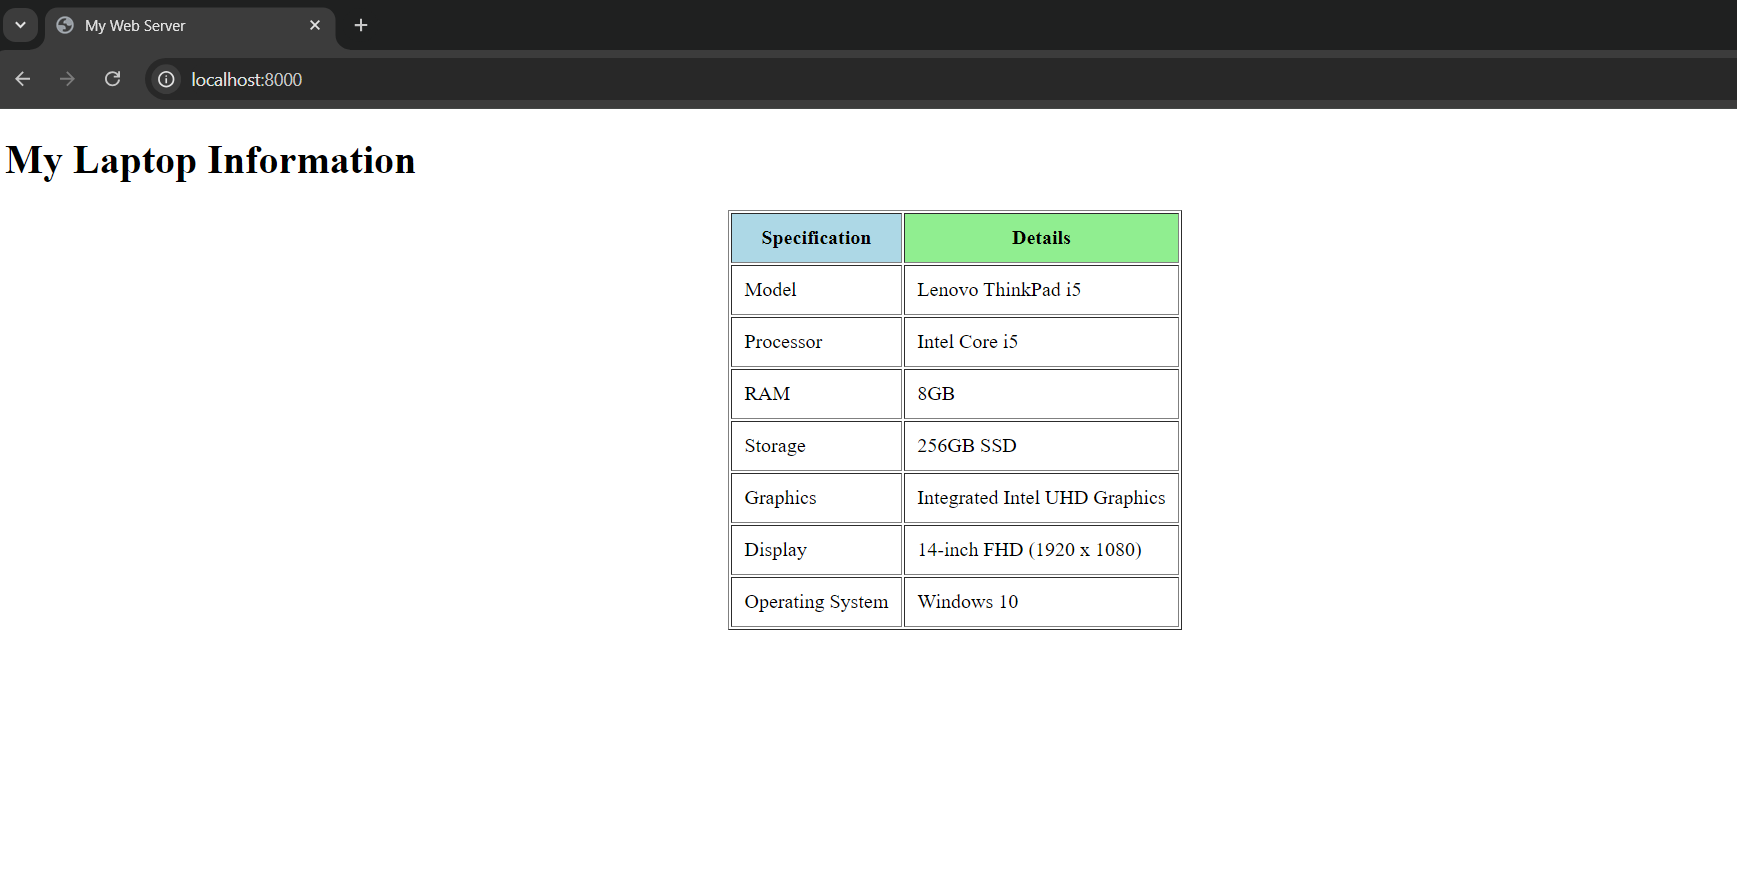 My Web Server
localhost:8000
My Laptop Information
Specification Details
Model Lenovo ThinkPad i5
Processor Intel Core i5
RAM 8GB
Storage 256GB SSD
Graphics Integrated Intel UHD Graphics
Display 14-inch FHD (1920 x 1080)
Operating System Windows 10